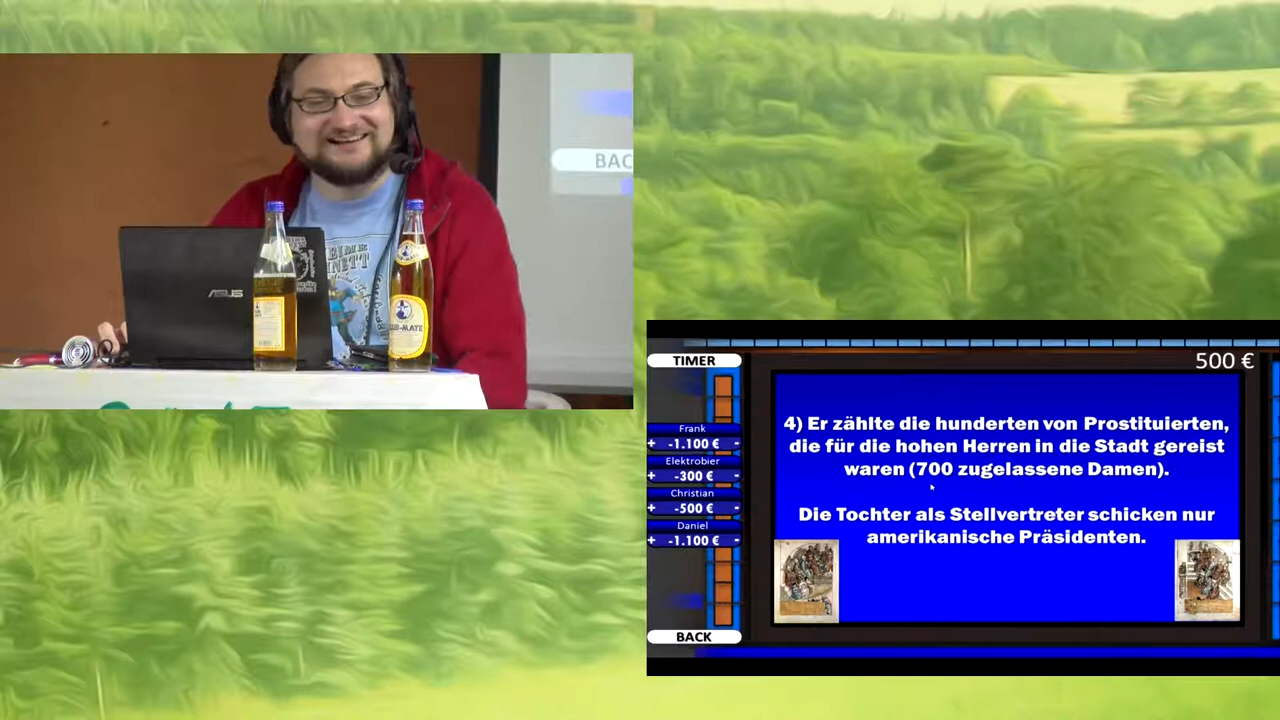 BAC
ASUS
-MATE
TIMER
500 €
Frank
+ -1.100 € -
Elektrobier
+ -300 € -
Christian
+ -500 € -
Daniel
+ -1.100 € -
BACK
4) Er zählte die hunderten von Prostituierten,
die für die hohen Herren in die Stadt gereist
waren (700 zugelassene Damen).
Die Tochter als Stellvertreter schicken nur
amerikanische Präsidenten.